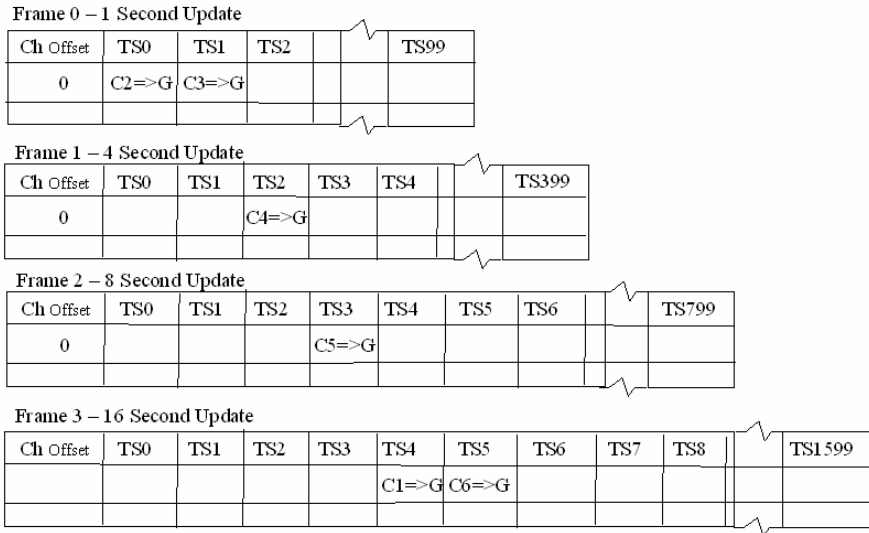 Frame 0 – 1 Second Update
Ch Offset TS0 TS1 TS2 TS99
0 C2=>G C3=>G
Frame 1 – 4 Second Update
Ch Offset TS0 TS1 TS2 TS3 TS4 TS399
0 C4=>G
Frame 2 – 8 Second Update
Ch Offset TS0 TS1 TS2 TS3 TS4 TS5 TS6 TS799
0 C5=>G
Frame 3 – 16 Second Update
Ch Offset TS0 TS1 TS2 TS3 TS4 TS5 TS6 TS7 TS8 TS1599
C1=>G C6=>G